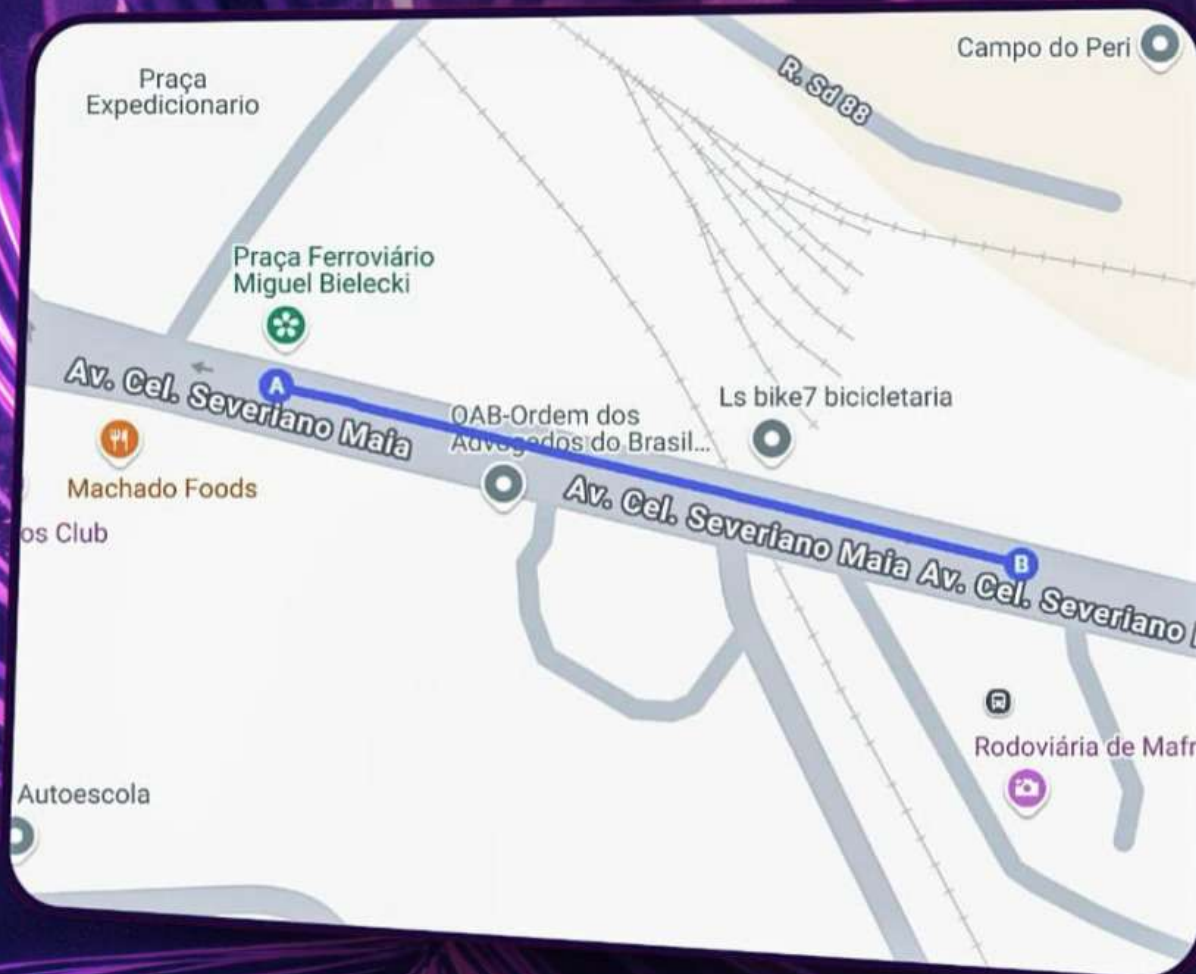 Campo do Peri
Praça
Expedicionario
R. Sd 88
Praça Ferroviário
Miguel Bielecki
A
Av. Cel. Severiano Maia
OAB-Ordem dos
Advogados do Brasil...
Ls bike7 bicicletaria
Machado Foods
os Club
Av. Cel. Severiano Maia
Av. Cel. Severiano
B
Rodoviária de Mafr
Autoescola